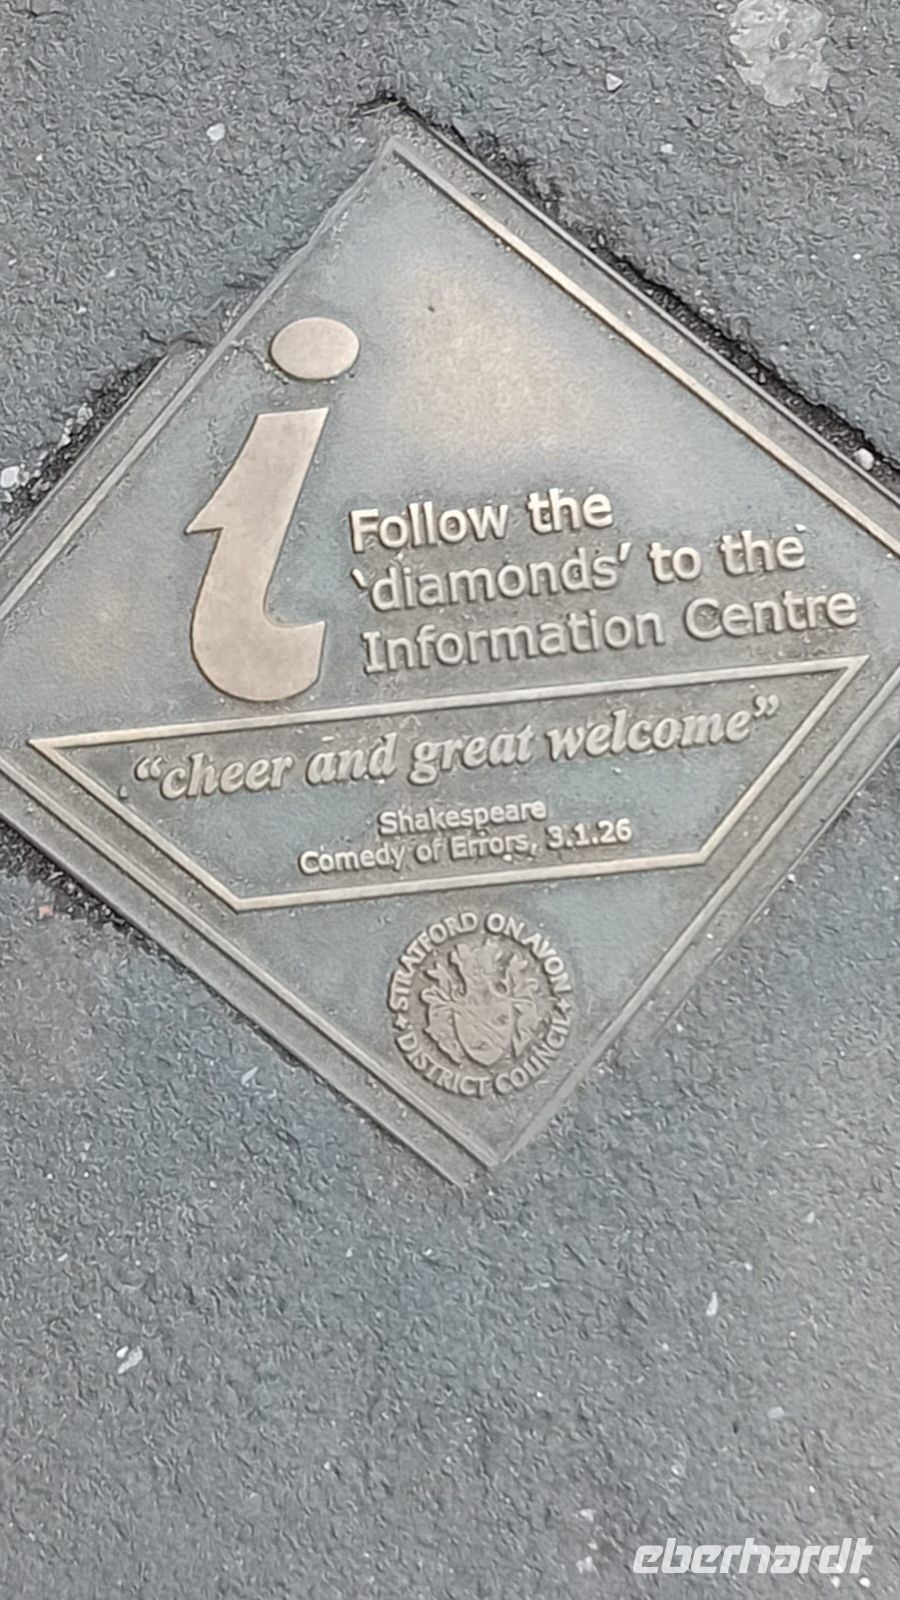 i
Follow the
‘diamonds’ to the
Information Centre
“cheer and great welcome”
Shakespeare
Comedy of Errors, 3.1.26
STRATFORD ON AVON
DISTRICT COUNCIL
eberhardt